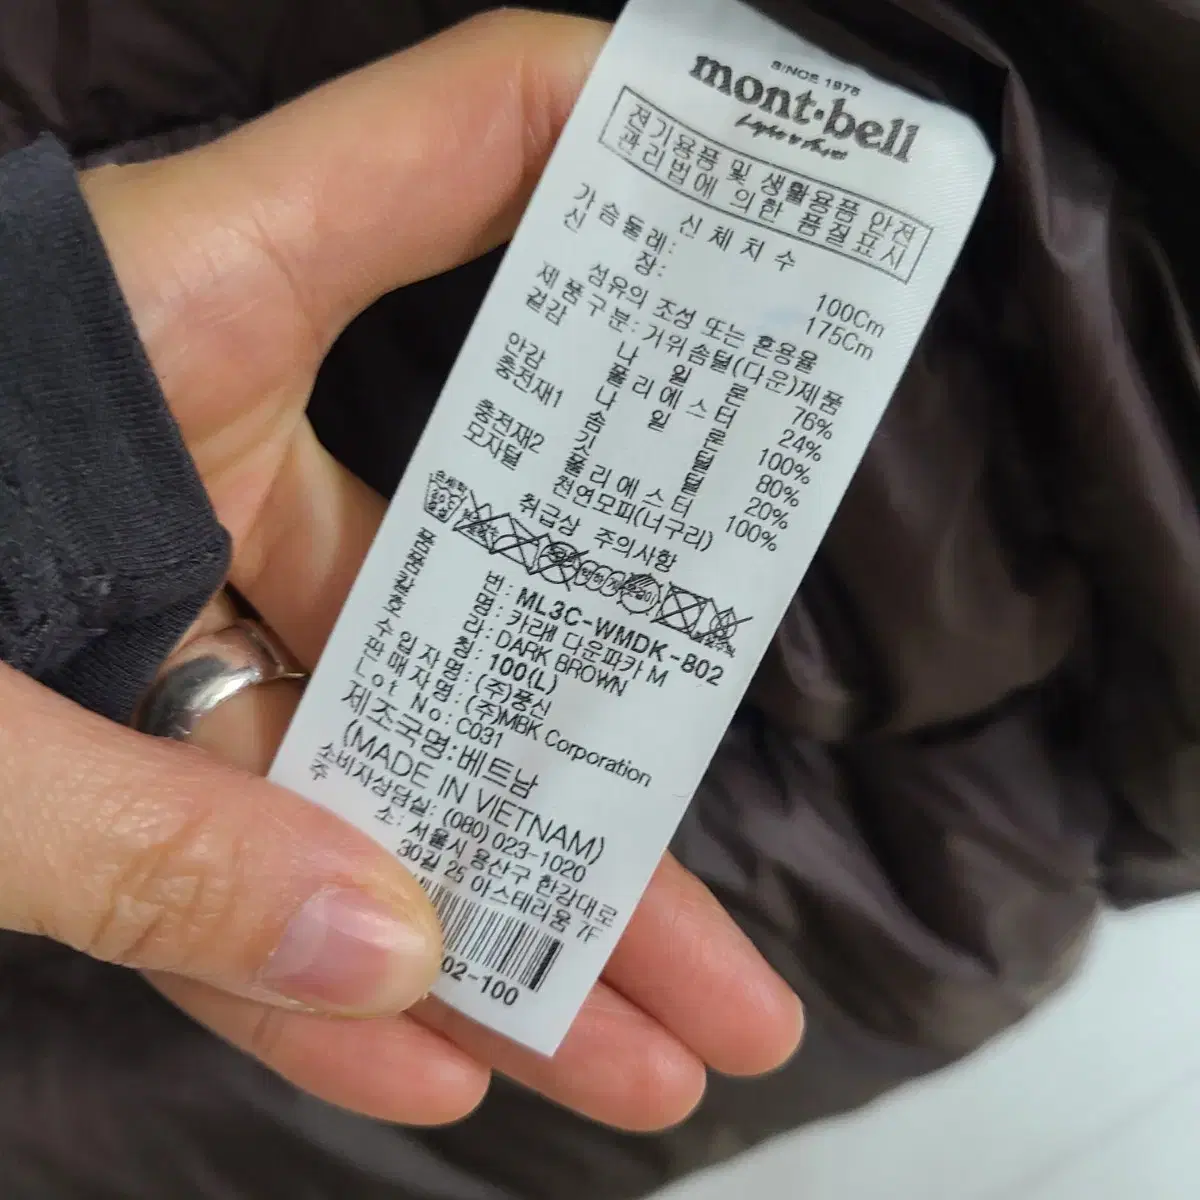 SINCE 1975
mont·bell
Light & Fast
전기용품 및 생활용품 안전
관리법에 의한 품질표시
신체치수
가슴둘레: 100Cm
신 장: 175Cm
섬유의 조성 또는 혼용율
제품구분: 거위솜털(다운)제품
겉감 나 일 론 76%
폴리에스터 24%
안감 나 일 론 100%
충전재1 솜 털 80%
깃 털 20%
충전재2 폴리에스터 100%
모자털 천연모피(너구리)
취급상 주의사항
품 번: ML3C-WMDK-B02
품 명: 카라세 다운파카 M
색 라: DARK BROWN
호 칭: 100(L)
수입자명: (주)풍신
판매자명: (주)MBK Corporation
Lot No: C031
제조국명: 베트남
(MADE IN VIETNAM)
소비자상담실: (080) 023-1020
주 소: 서울시 용산구 한강대로
30길 25 아스테리움 7F
02-100